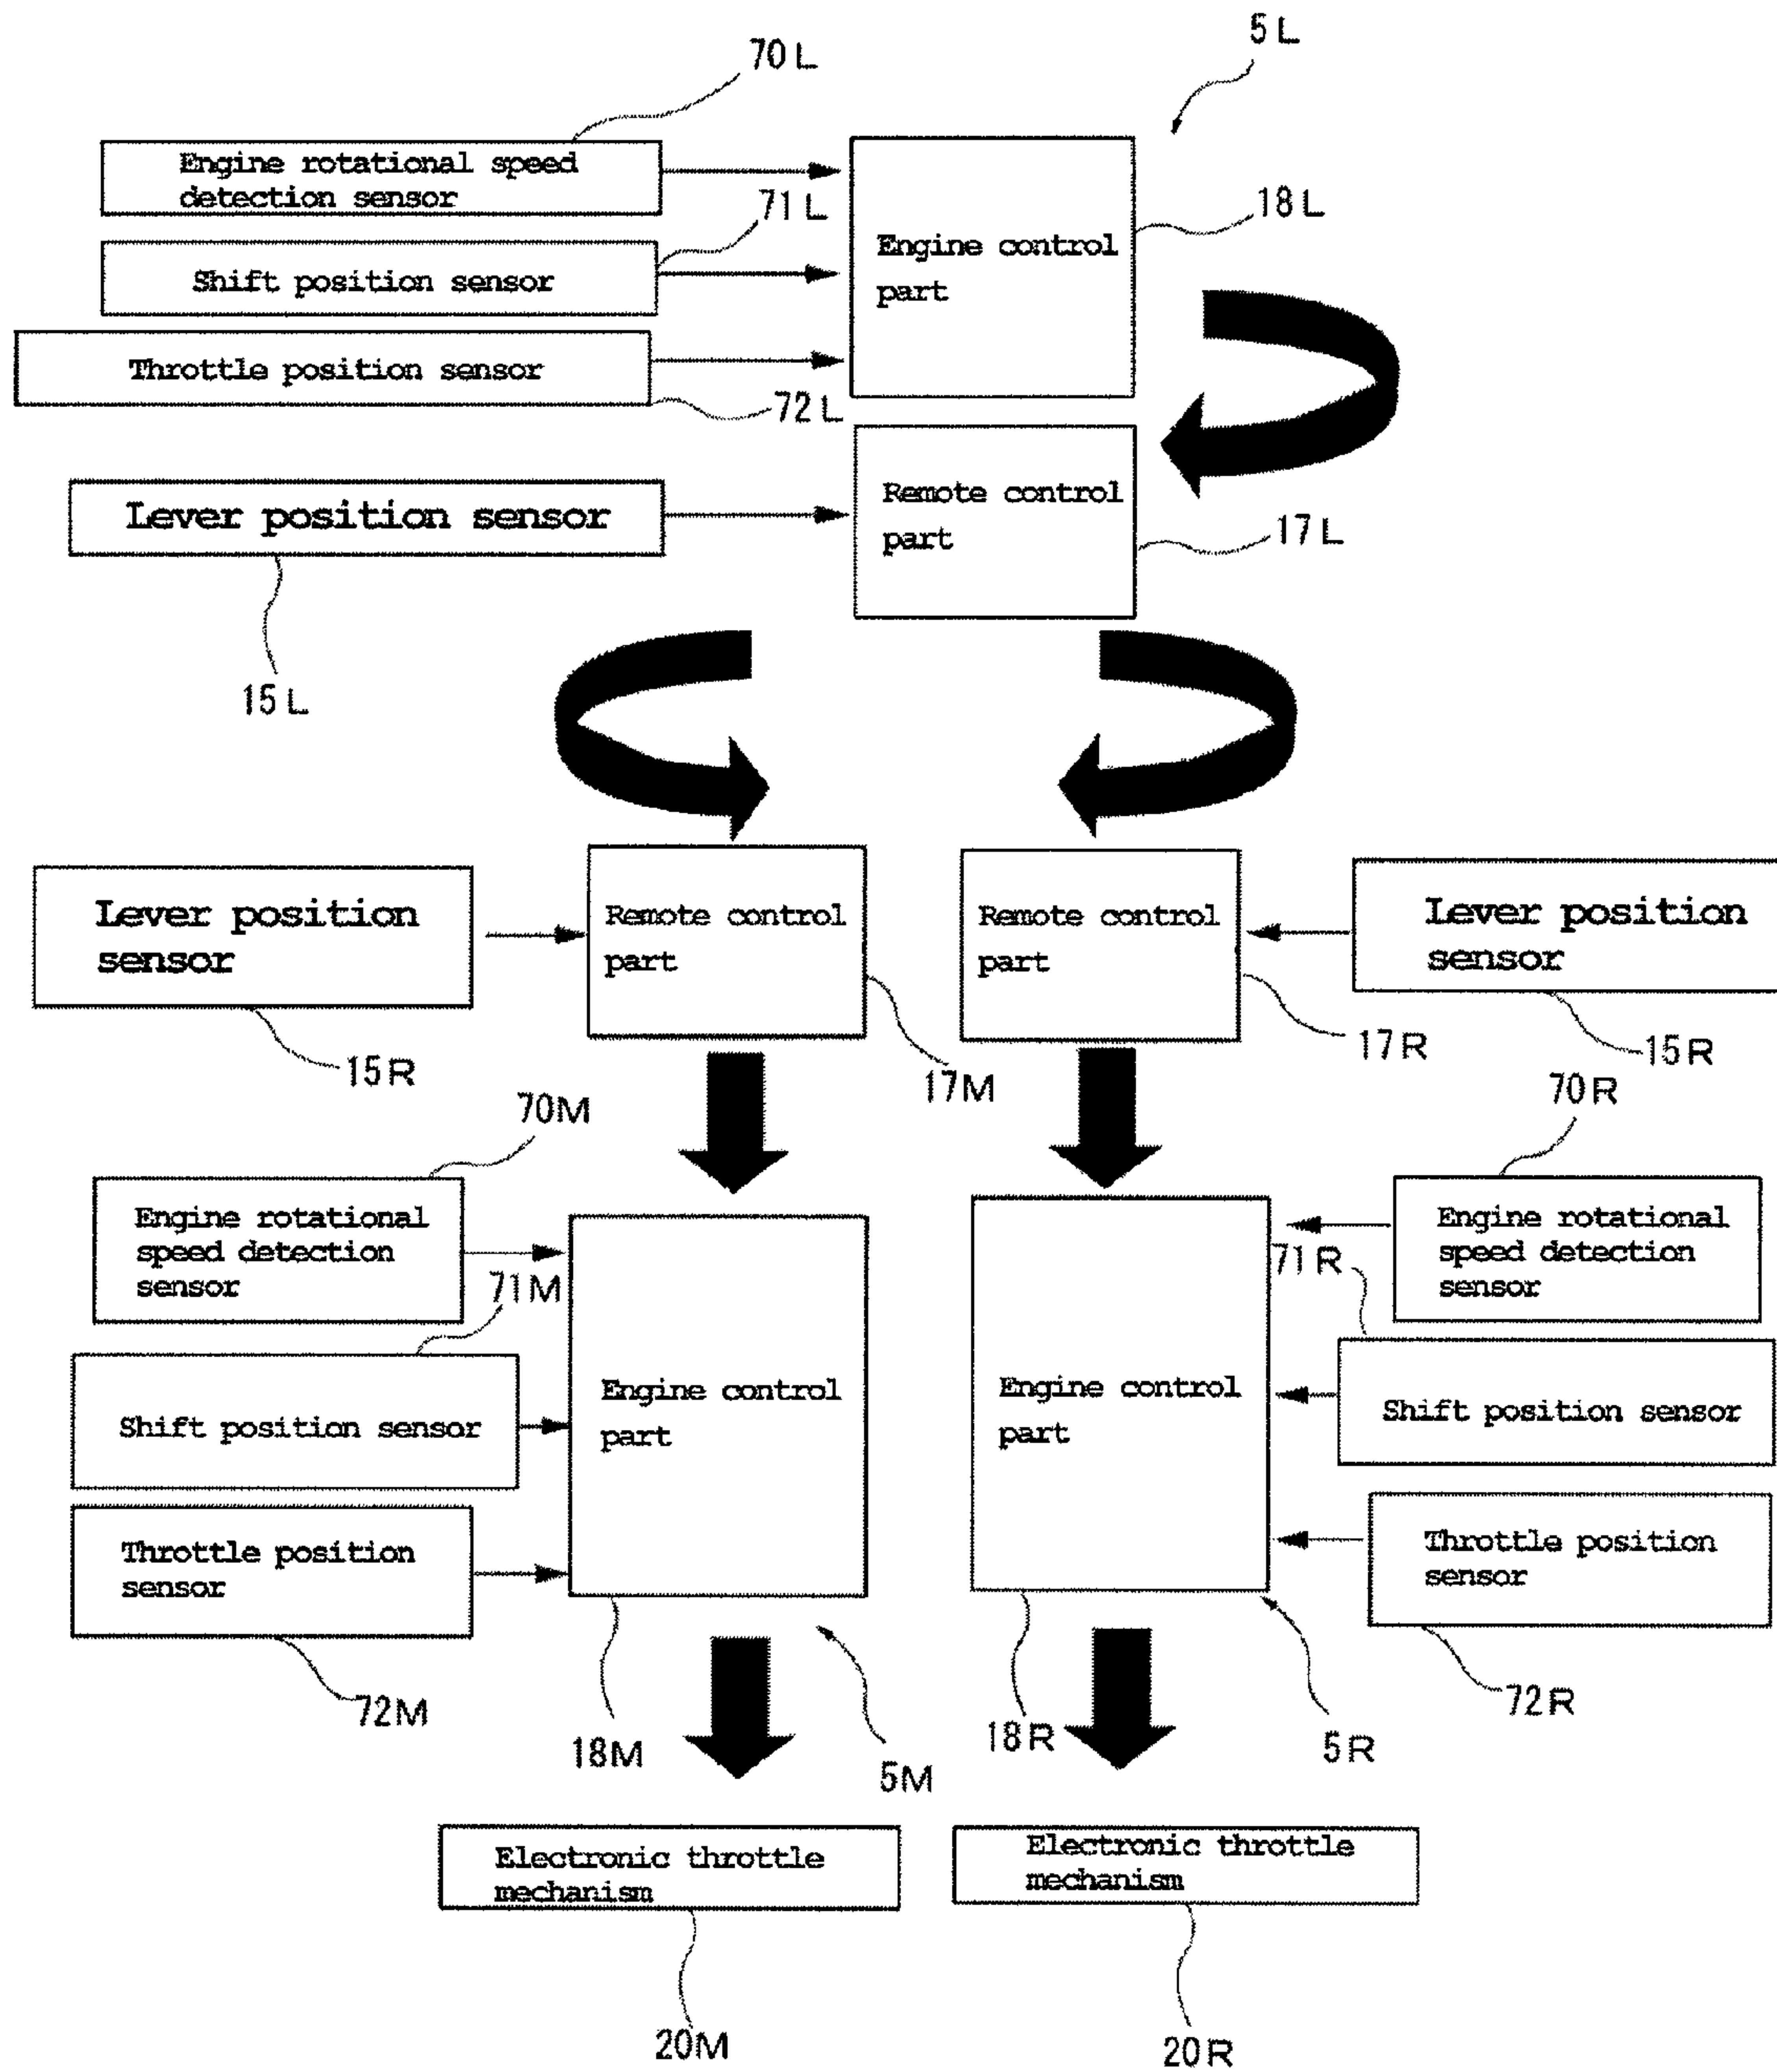 70L
5L
Engine rotational speed
detection sensor
71L
18L
Shift position sensor
Engine control
part
Throttle position sensor
72L
Lever position sensor
Remote control
part
17L
15L
Lever position
sensor
Remote control
part
Remote control
part
Lever position
sensor
15R
17M
17R
15R
70M
70R
Engine rotational
speed detection
sensor
71M
Engine rotational
speed detection
sensor
71R
Shift position sensor
Engine control
part
Engine control
part
Shift position sensor
Throttle position
sensor
Throttle position
sensor
72M
18M
5M
18R
5R
72R
Electronic throttle
mechanism
Electronic throttle
mechanism
20M
20R